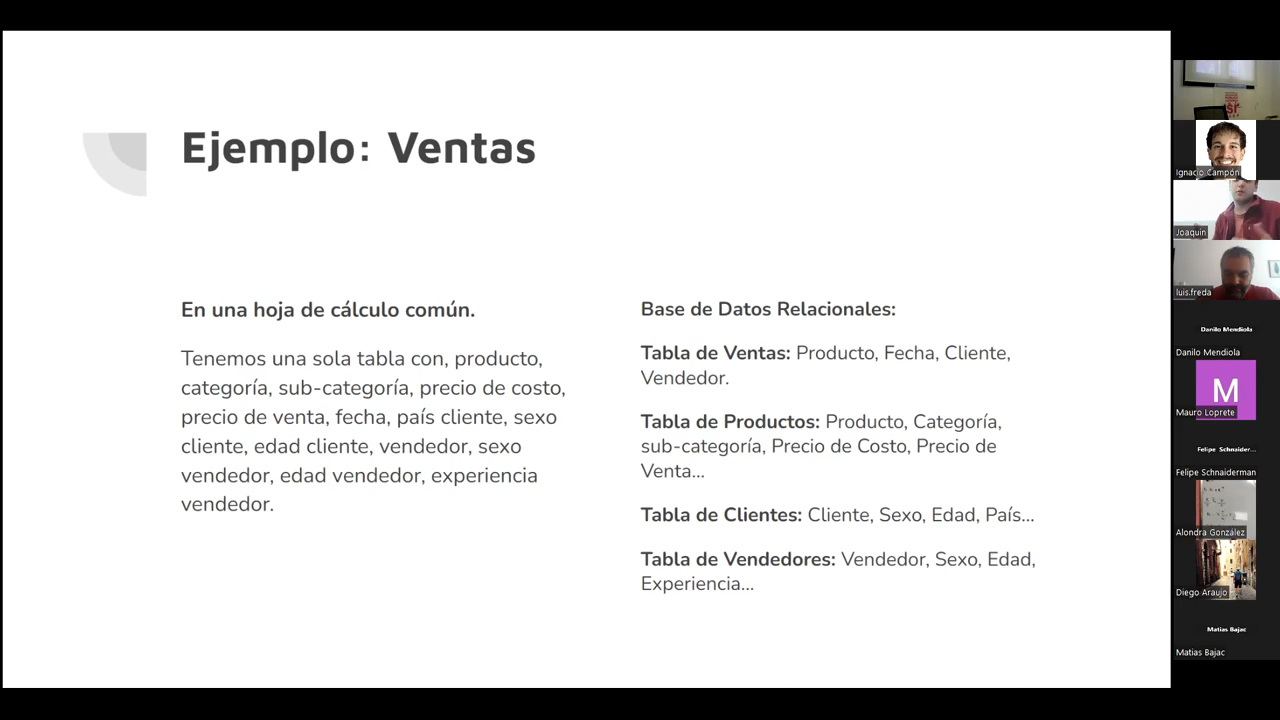 Ejemplo: Ventas
En una hoja de cálculo común.
Tenemos una sola tabla con, producto,
categoría, sub-categoría, precio de costo,
precio de venta, fecha, país cliente, sexo
cliente, edad cliente, vendedor, sexo
vendedor, edad vendedor, experiencia
vendedor.
Base de Datos Relacionales:
Tabla de Ventas: Producto, Fecha, Cliente,
Vendedor.
Tabla de Productos: Producto, Categoría,
sub-categoría, Precio de Costo, Precio de
Venta...
Tabla de Clientes: Cliente, Sexo, Edad, País...
Tabla de Vendedores: Vendedor, Sexo, Edad,
Experiencia...
Ignacio Campón
Joaquin
luis.freda
Danilo Mendiola
Danilo Mendiola
M
Mauro Loprete
Felipe Schnaider...
Felipe Schnaiderman
Alondra González
Diego Araujo
Matias Bajac
Matias Bajac